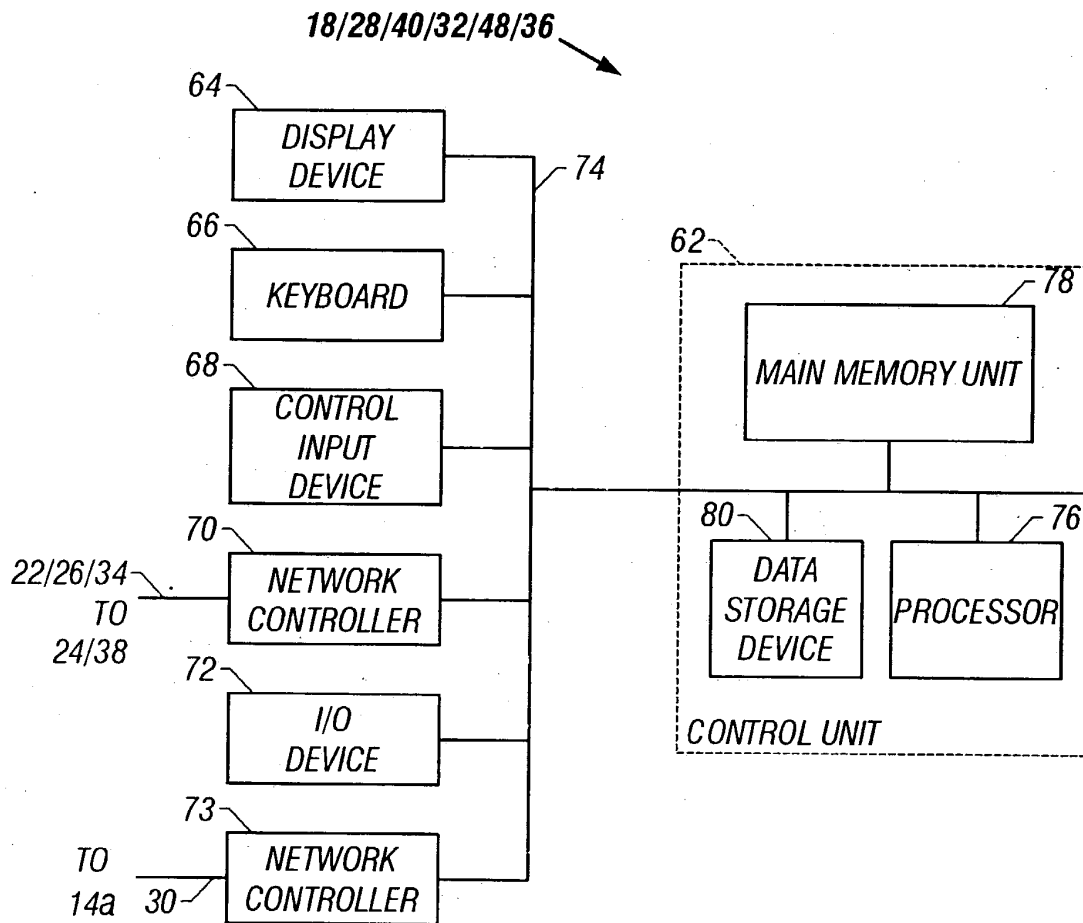 18/28/40/32/48/36
64
DISPLAY
DEVICE
74
66
KEYBOARD
62
78
MAIN MEMORY UNIT
68
CONTROL
INPUT
DEVICE
70
NETWORK
CONTROLLER
22/26/34
TO
24/38
80
DATA
STORAGE
DEVICE
76
PROCESSOR
72
I/O
DEVICE
CONTROL UNIT
73
NETWORK
CONTROLLER
TO
14a
30